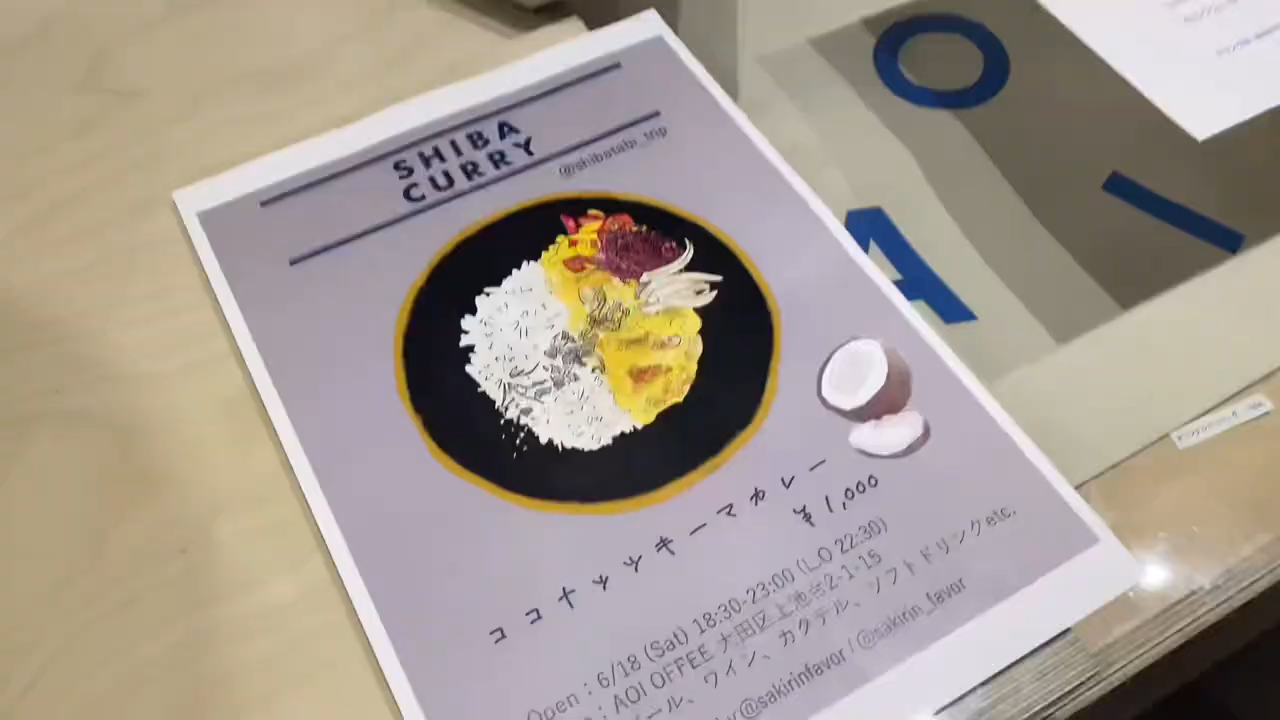 SHIBA
CURRY
@shibatabi_trip
ココナッツキーマカレー
¥1,000
Open : 6/18 (Sat) 18:30-23:00 (LO 22:30)
: AOI OFFEE 大田区上池台2-1-15
ール、ワイン、カクテル、ソフトドリンクetc.
@sakirinfavor / @sakirin_favor
O
A